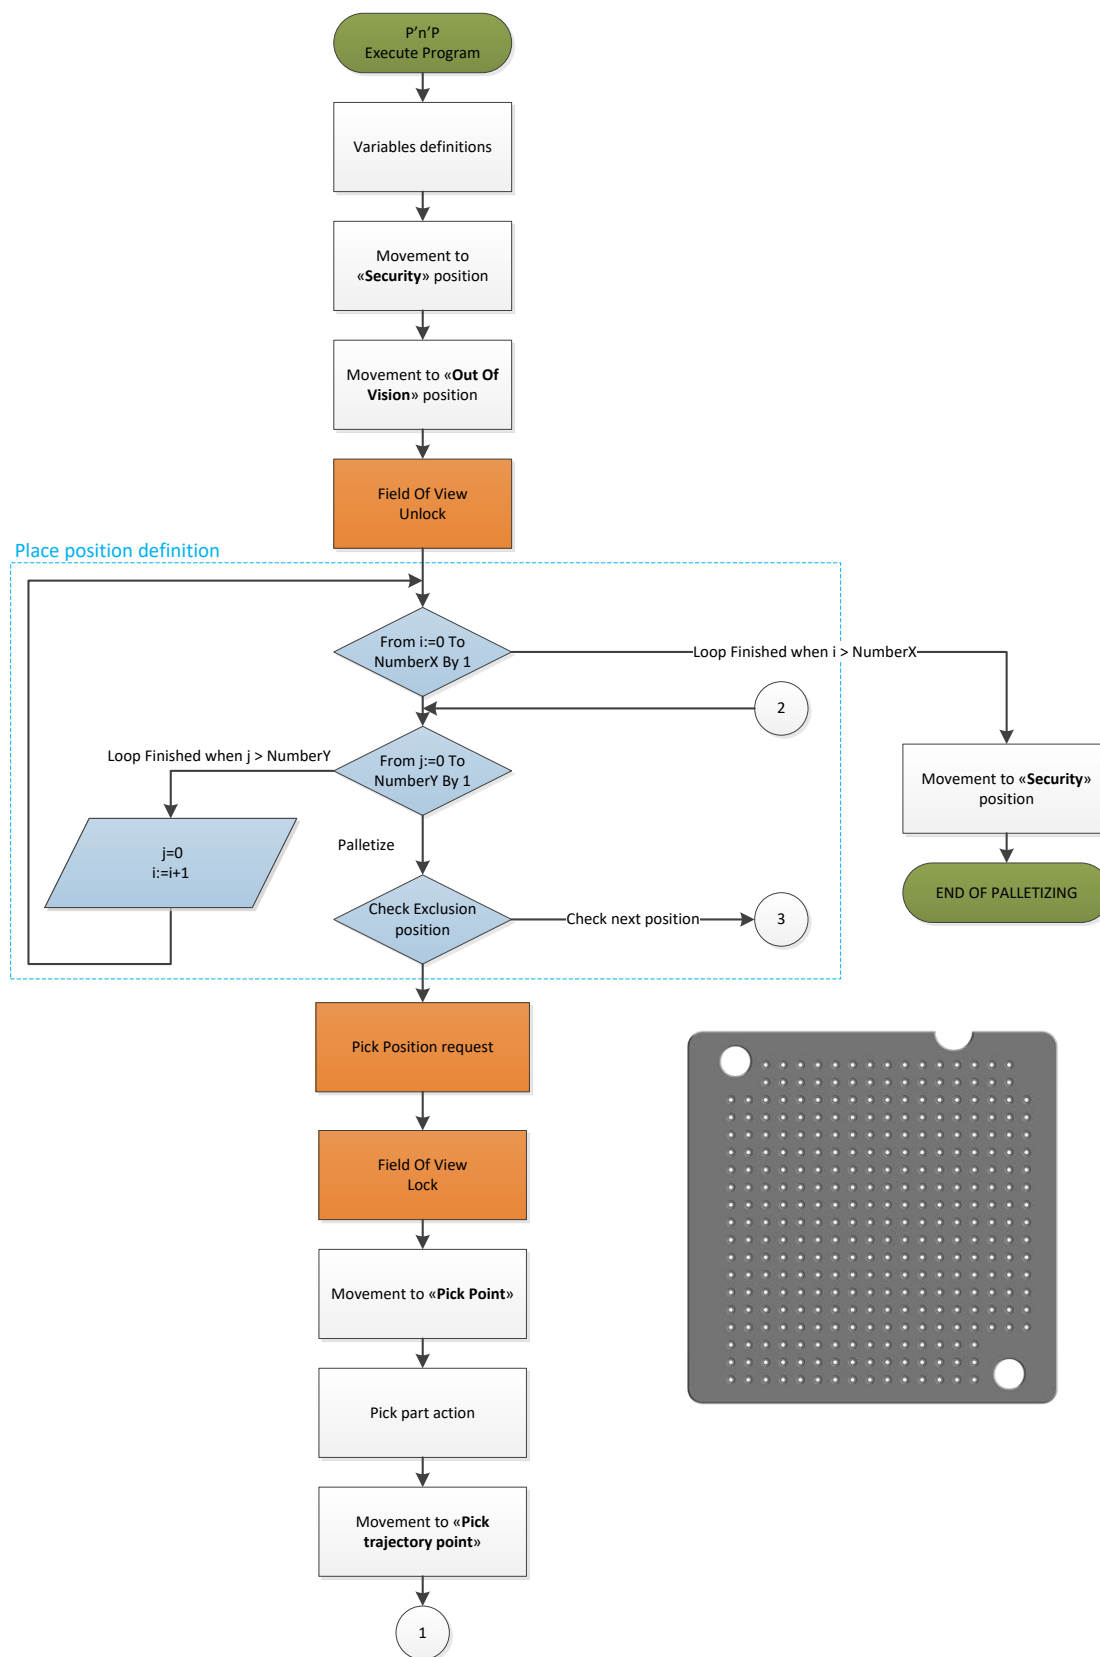 P’n’P
Execute Program
Variables definitions
Movement to
«Security» position
Movement to «Out Of
Vision» position
Field Of View
Unlock
Place position definition
From i:=0 To
NumberX By 1
Loop Finished when i > NumberX
2
Loop Finished when j > NumberY
From j:=0 To
NumberY By 1
Movement to «Security»
position
j=0
i:=i+1
Palletize
END OF PALLETIZING
Check Exclusion
position
Check next position
3
Pick Position request
Field Of View
Lock
Movement to «Pick Point»
Pick part action
Movement to «Pick
trajectory point»
1